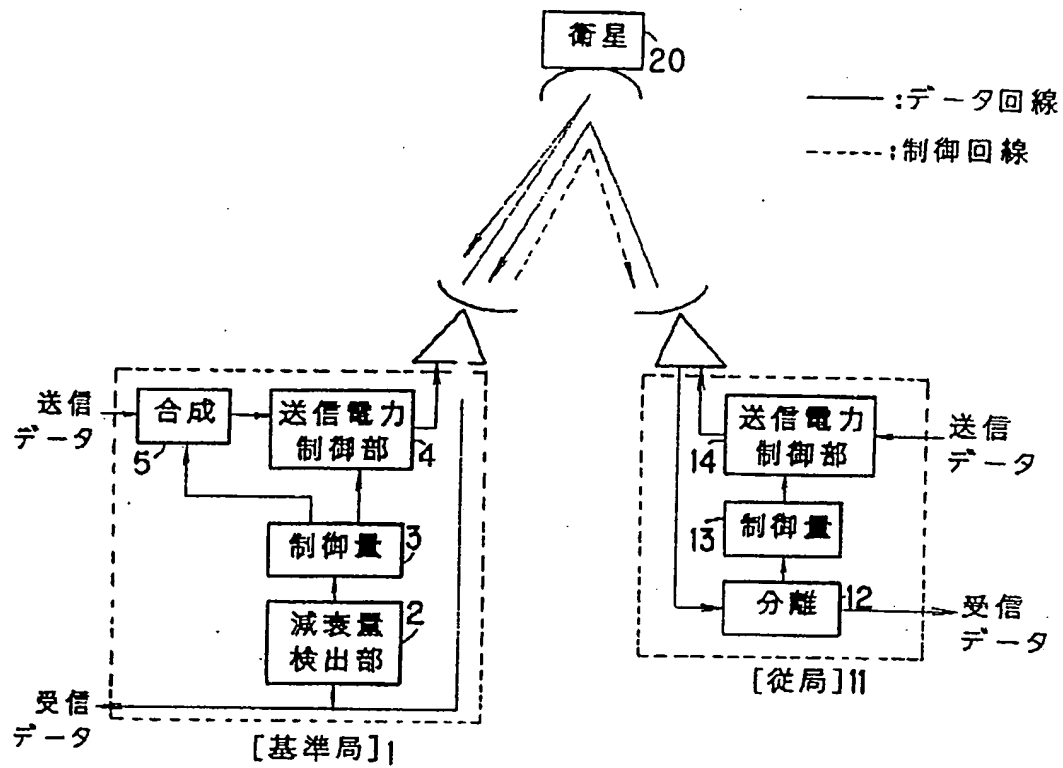 衛星
20
:データ回線
:制御回線
送信
データ
合成
5
送信電力
制御部
4
制御量
3
減衰量
検出部
2
受信
データ
[基準局]1
送信電力
制御部
14
送信
データ
制御量
13
分離
12
受信
データ
[従局]11